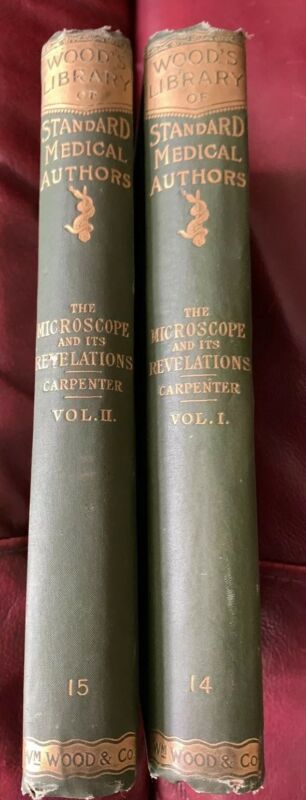 WOOD'S
LIBRARY
OF
STANDARD
MEDICAL
AUTHORS
THE
MICROSCOPE
AND ITS
REVELATIONS
CARPENTER
VOL. II.
15
WM WOOD & CO
WOOD'S
LIBRARY
OF
STANDARD
MEDICAL
AUTHORS
THE
MICROSCOPE
AND ITS
REVELATIONS
CARPENTER
VOL. I.
14
WM WOOD & CO